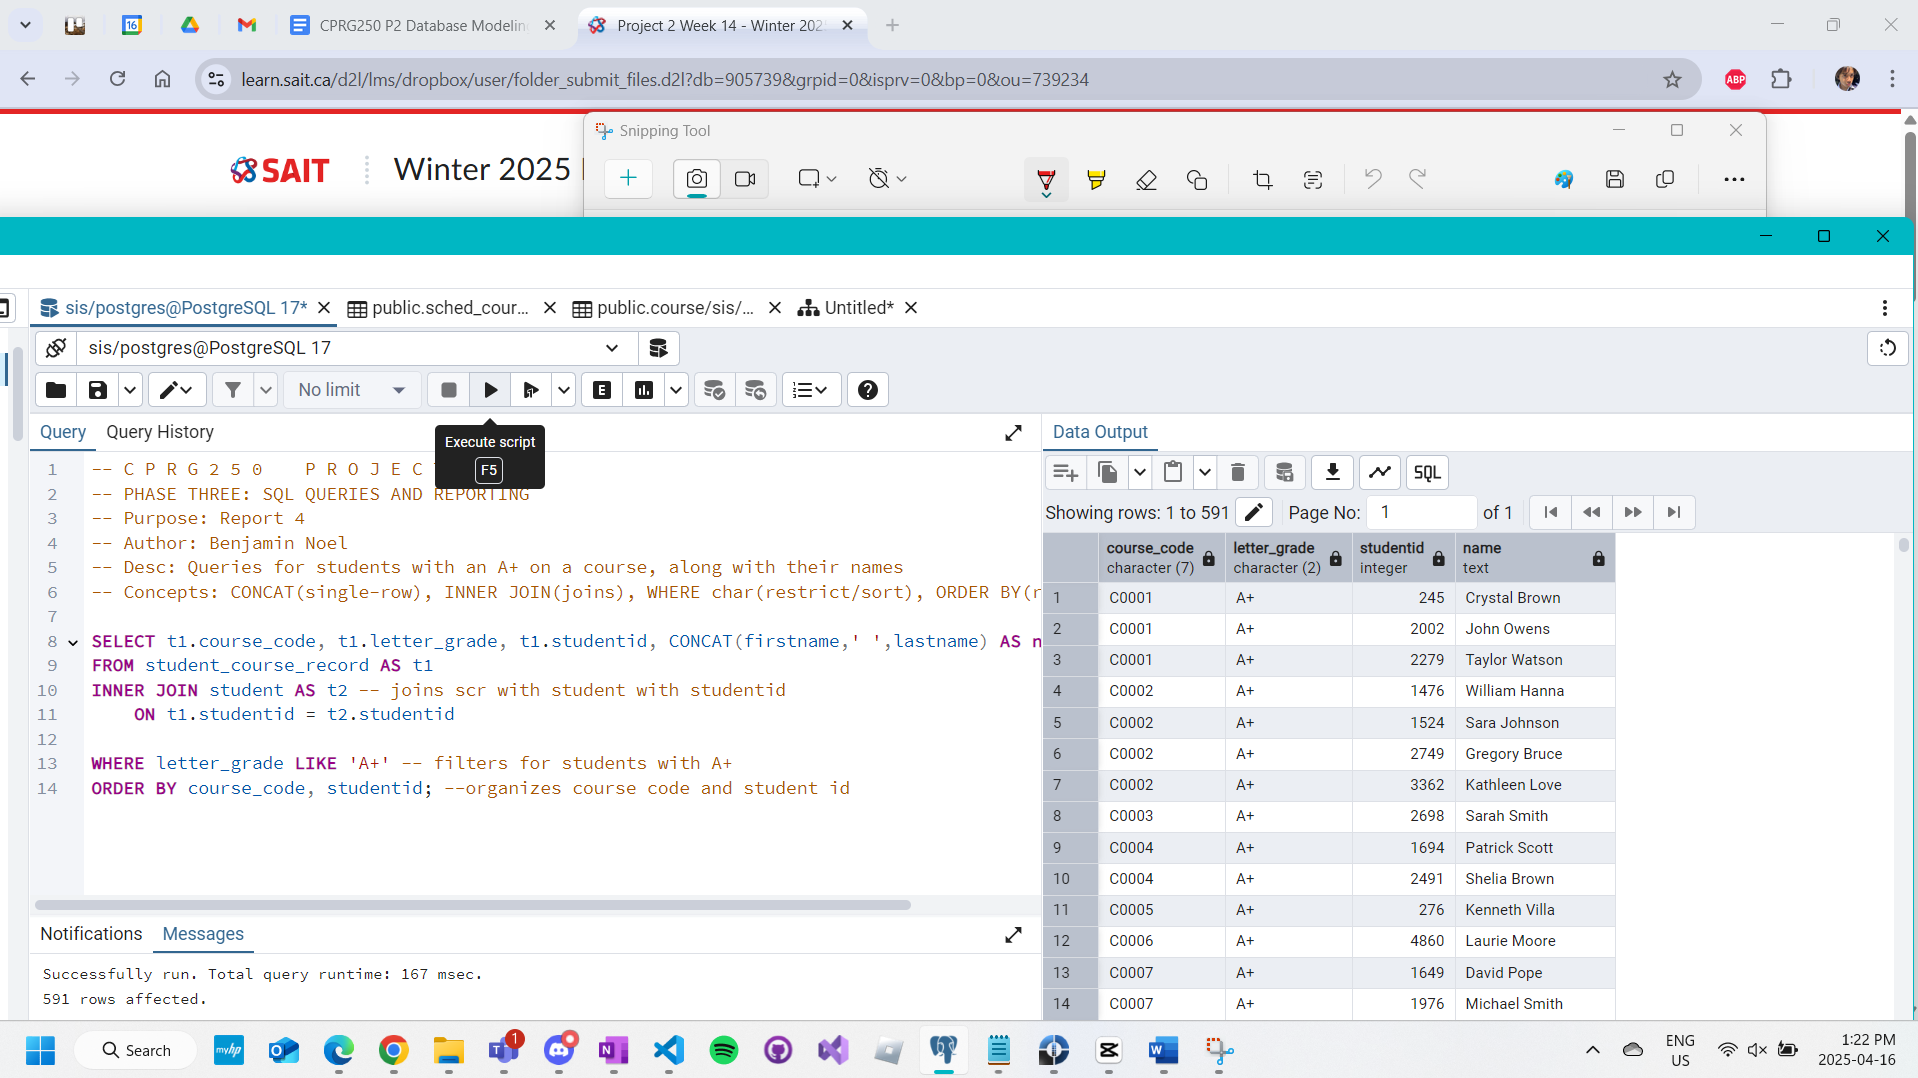 16
CPRG250 P2 Database Modelin
Project 2 Week 14 - Winter 202
learn.sait.ca/d2l/lms/dropbox/user/folder_submit_files.d2l?db=905739&grpid=0&isprv=0&bp=0&ou=739234
ABP
Snipping Tool
SAIT
Winter 2025
sis/postgres@PostgreSQL 17*
public.sched_cour...
public.course/sis/...
Untitled*
sis/postgres@PostgreSQL 17
No limit
E
Query
Query History
Execute script
F5
1 -- C P R G 2 5 0 P R O J E C
2 -- PHASE THREE: SQL QUERIES AND REPORTING
3 -- Purpose: Report 4
4 -- Author: Benjamin Noel
5 -- Desc: Queries for students with an A+ on a course, along with their names
6 -- Concepts: CONCAT(single-row), INNER JOIN(joins), WHERE char(restrict/sort), ORDER BY(r
7
8 SELECT t1.course_code, t1.letter_grade, t1.studentid, CONCAT(firstname,' ',lastname) AS n
9 FROM student_course_record AS t1
10 INNER JOIN student AS t2 -- joins scr with student with studentid
11 ON t1.studentid = t2.studentid
12
13 WHERE letter_grade LIKE 'A+' -- filters for students with A+
14 ORDER BY course_code, studentid; --organizes course code and student id
Notifications
Messages
Successfully run. Total query runtime: 167 msec.
591 rows affected.
Data Output
SQL
Showing rows: 1 to 591
Page No: 1 of 1
course_code letter_grade studentid name
character (7) character (2) integer text
1 C0001 A+ 245 Crystal Brown
2 C0001 A+ 2002 John Owens
3 C0001 A+ 2279 Taylor Watson
4 C0002 A+ 1476 William Hanna
5 C0002 A+ 1524 Sara Johnson
6 C0002 A+ 2749 Gregory Bruce
7 C0002 A+ 3362 Kathleen Love
8 C0003 A+ 2698 Sarah Smith
9 C0004 A+ 1694 Patrick Scott
10 C0004 A+ 2491 Shelia Brown
11 C0005 A+ 276 Kenneth Villa
12 C0006 A+ 4860 Laurie Moore
13 C0007 A+ 1649 David Pope
14 C0007 A+ 1976 Michael Smith
Search
myhp
1
ENG
US
1:22 PM
2025-04-16